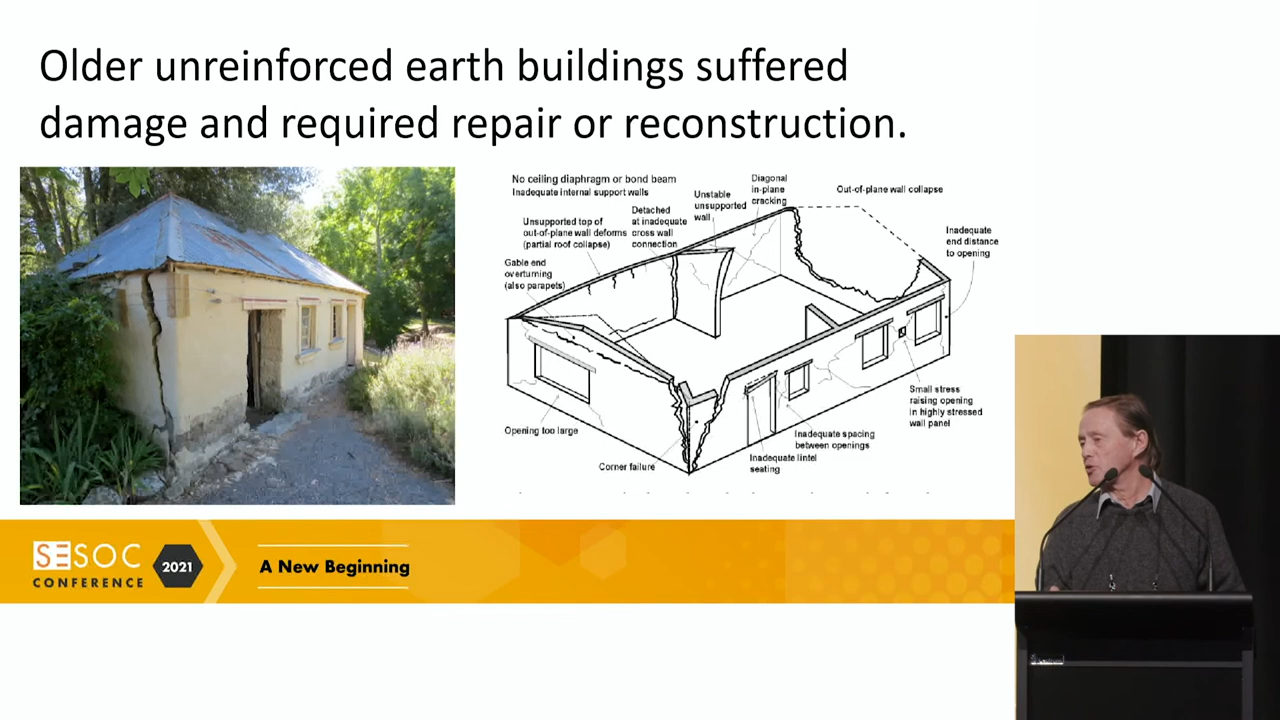 Older unreinforced earth buildings suffered
damage and required repair or reconstruction.
No ceiling diaphragm or bond beam
Inadequate internal support walls
Unsupported top of
out-of-plane wall deforms
(partial roof collapse)
Detached
at inadequate
cross wall
connection
Unstable
unsupported
wall
Diagonal
in-plane
cracking
Out-of-plane wall collapse
Inadequate
end distance
to opening
Gable end
overturning
(also parapets)
Opening too large
Corner failure
Inadequate lintel
seating
Inadequate spacing
between openings
Small stress
raising opening
in highly stressed
wall panel
SESOC
CONFERENCE
2021
A New Beginning